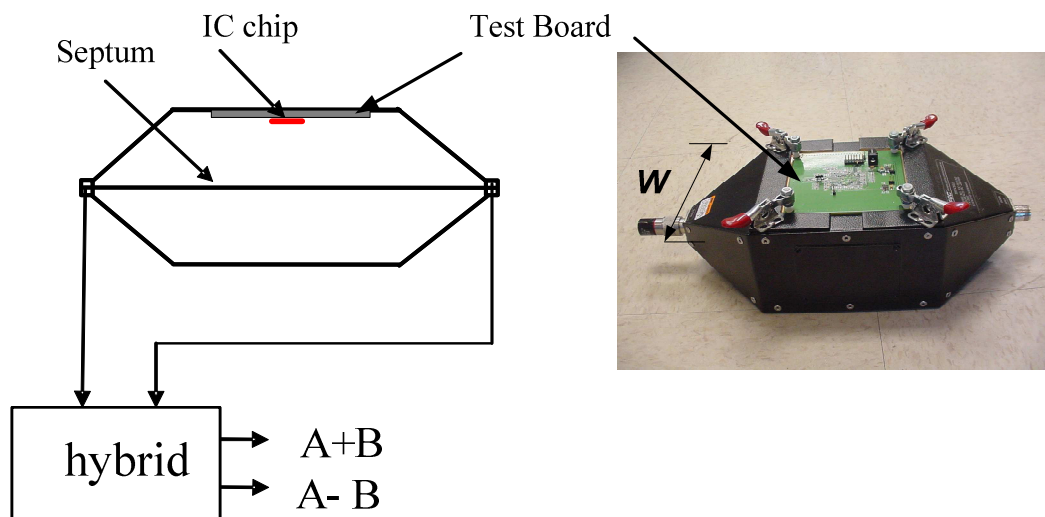 IC chip
Test Board
Septum
W
hybrid
A+B
A- B